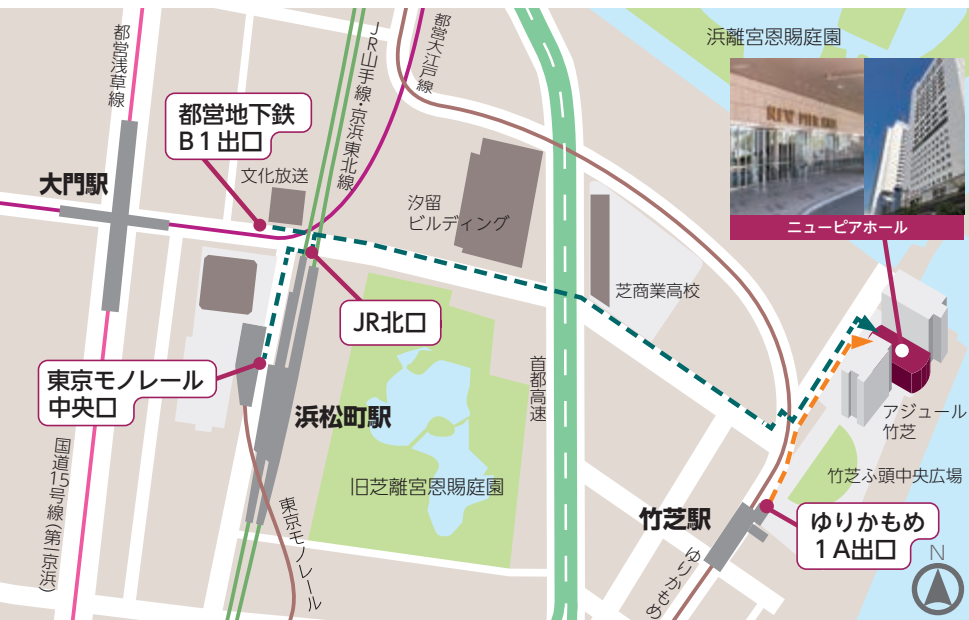 浜離宮恩賜庭園
都営浅草線
JR山手線・京浜東北線
都営大江戸線
NEW PIER HALL
ニューピアホール
都営地下鉄
B1出口
文化放送
大門駅
汐留
ビルディング
芝商業高校
JR北口
東京モノレール
中央口
浜松町駅
首都高速
アジュール
竹芝
国道15号線(第一京浜)
旧芝離宮恩賜庭園
東京モノレール
竹芝ふ頭中央広場
竹芝駅
ゆりかもめ
1A出口
ゆりかもめ
N